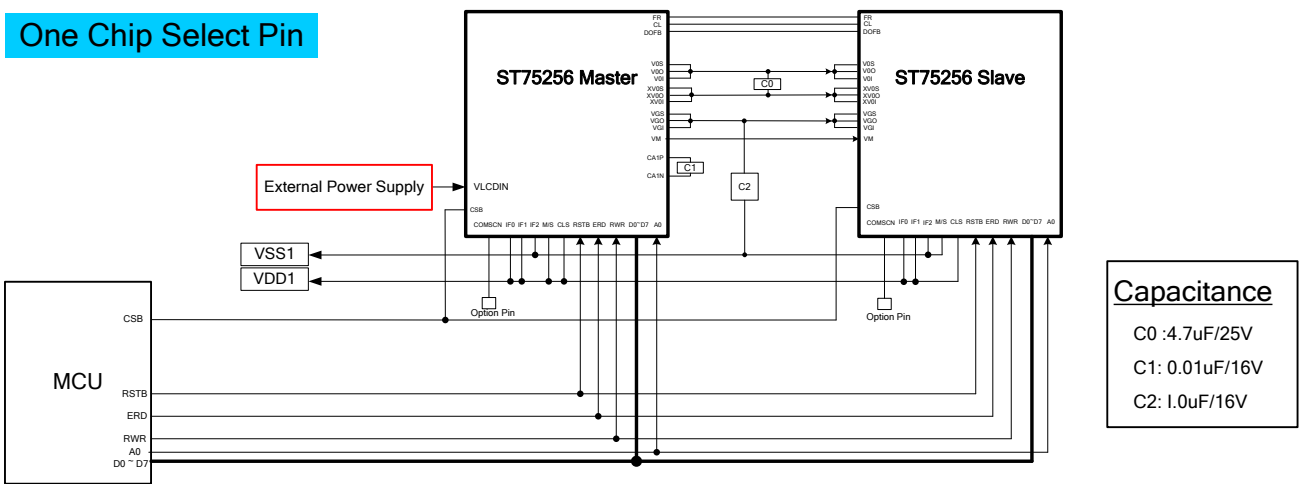 One Chip Select Pin
FR
CL
DOFB
V0S
V0O
V0I
XV0S
XV0O
XV0I
VGS
VGO
VGI
VM
CA1P
CA1N
ST75256 Master
VLCDIN
CSB
COMSCN IF0 IF1 IF2 M/S CLS RSTB ERD RWR D0~D7 A0
External Power Supply
C0
C1
C2
FR
CL
DOFB
V0S
V0O
V0I
XV0S
XV0O
XV0I
VGS
VGO
VGI
VM
ST75256 Slave
CSB
COMSCN IF0 IF1 IF2 M/S CLS RSTB ERD RWR D0~D7 A0
VSS1
VDD1
Option Pin
Option Pin
MCU
CSB
RSTB
ERD
RWR
A0
D0 ~ D7
Capacitance
C0 :4.7uF/25V
C1: 0.01uF/16V
C2: I.0uF/16V